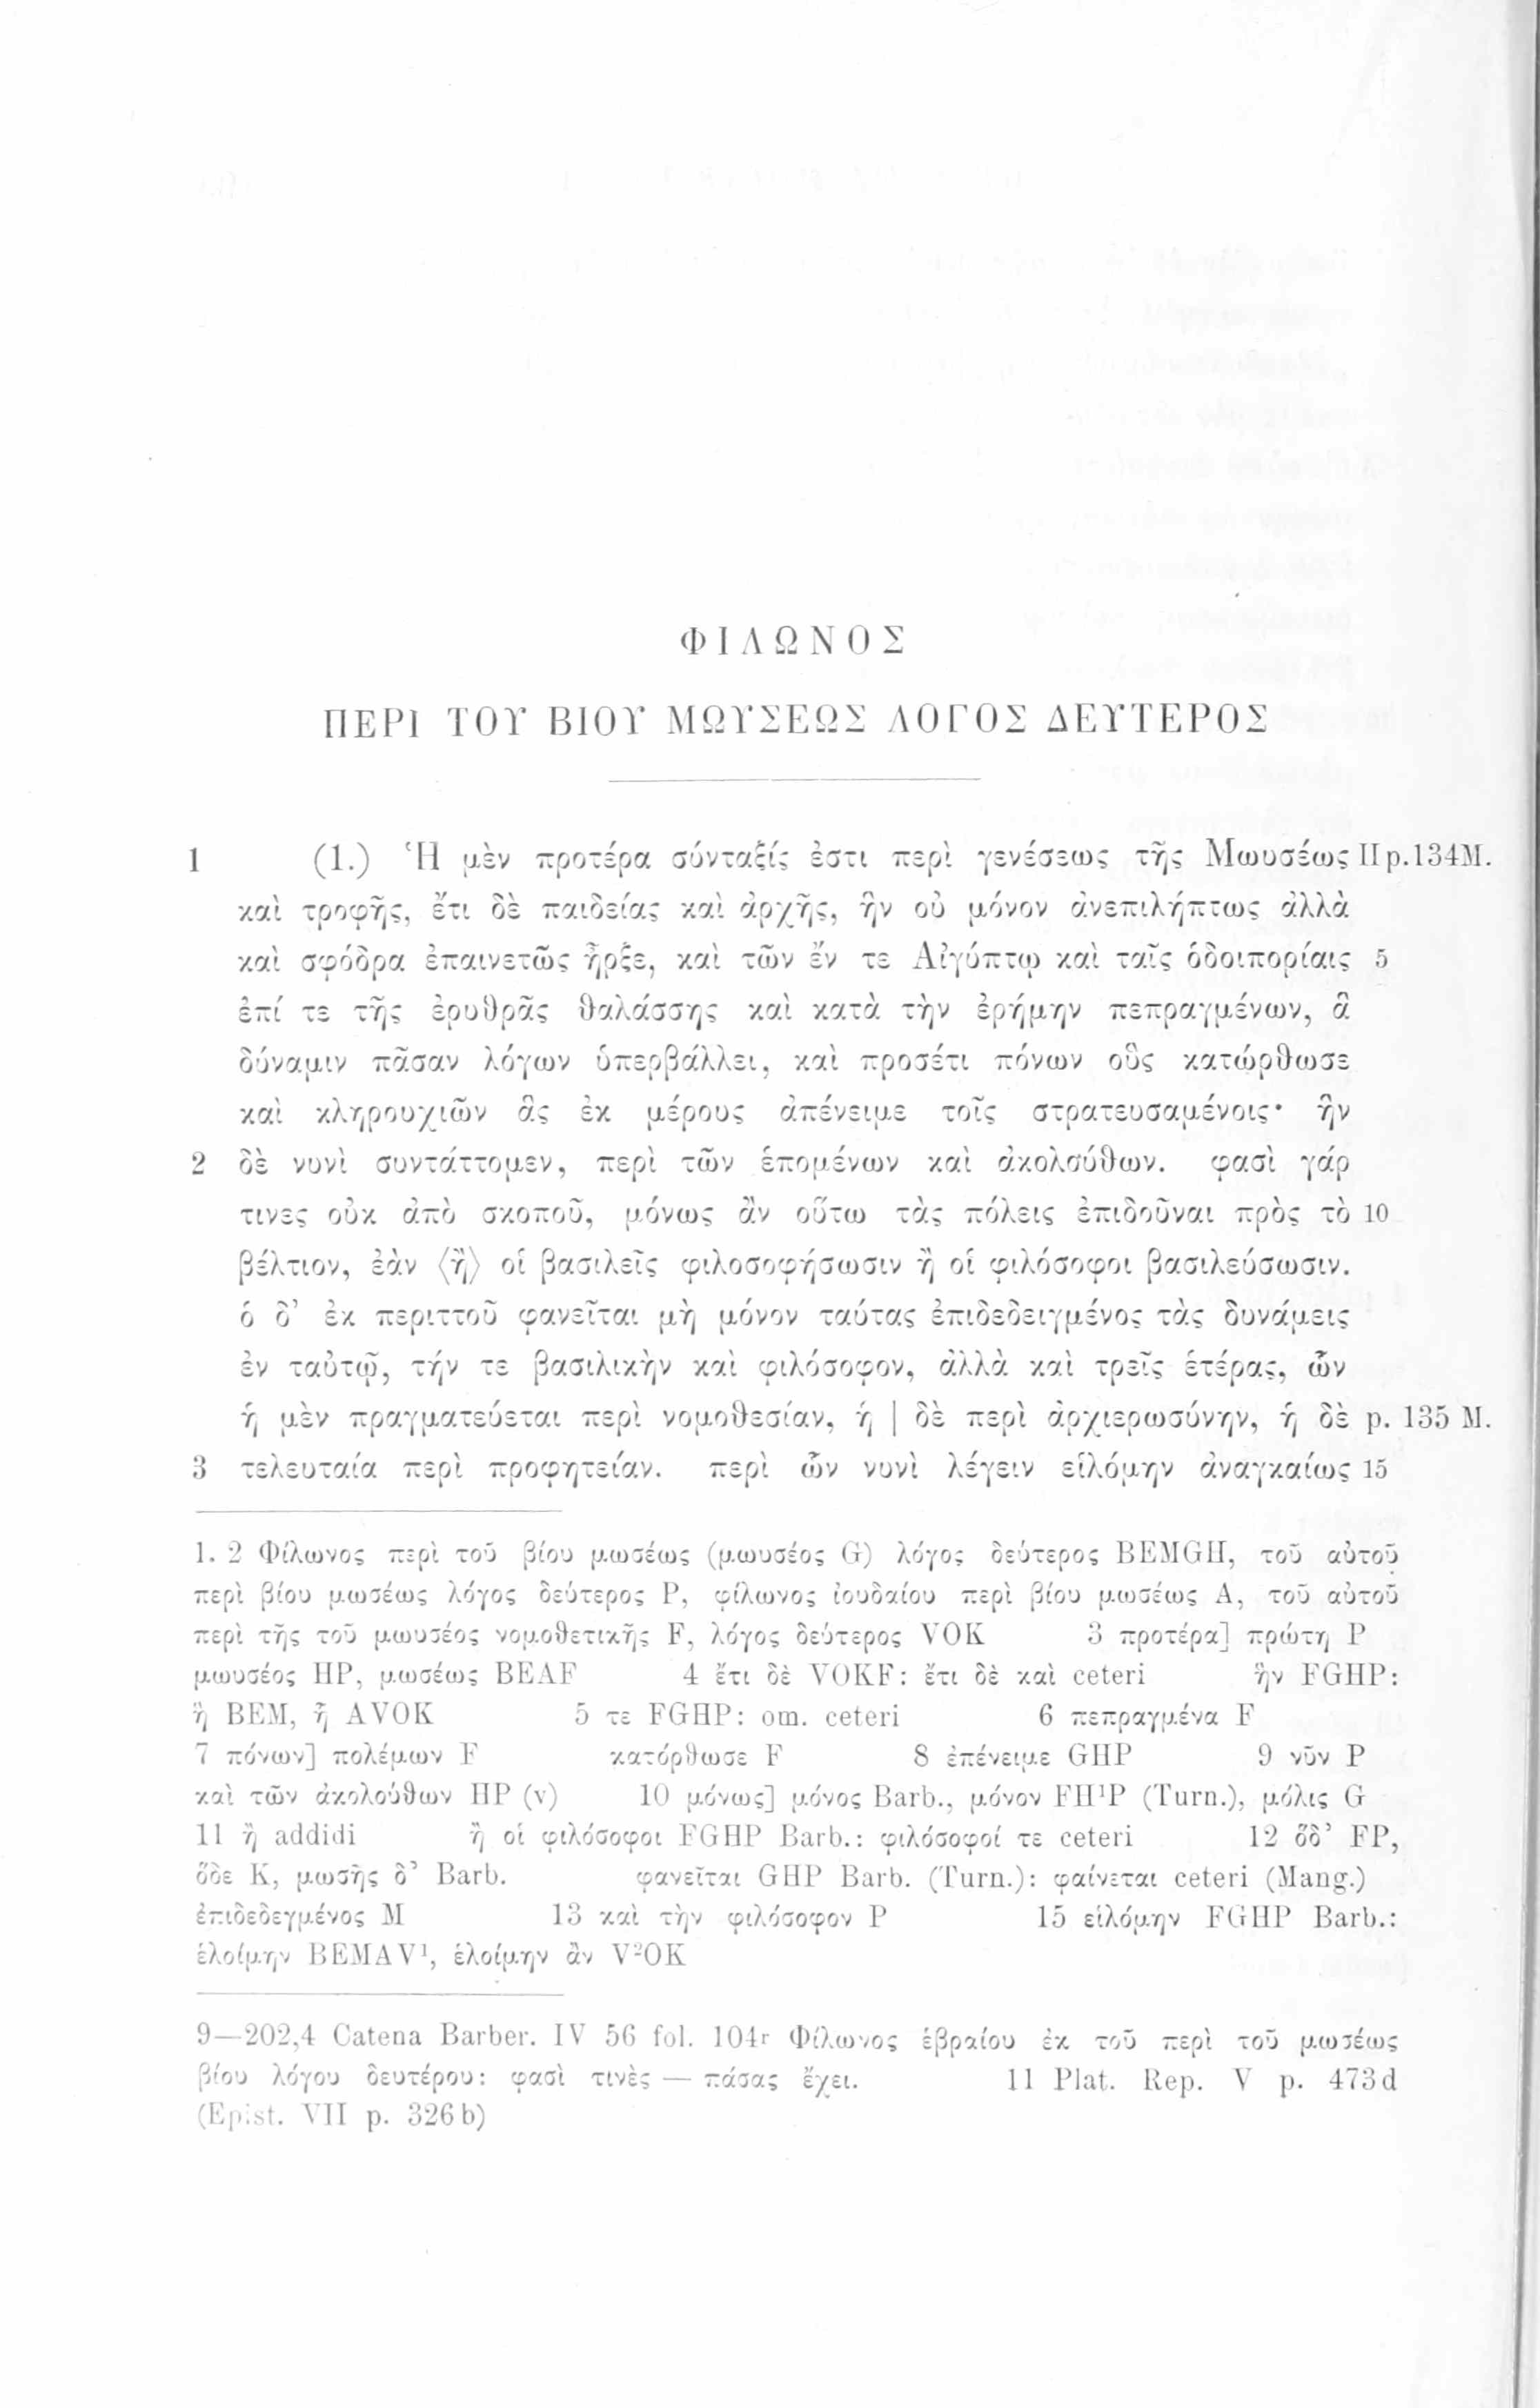 ΦΙΛΩΝΟΣ
ΠΕΡΙ ΤΟΥ ΒΙΟΥ ΜΩΥΣΕΩΣ ΛΟΓΟΣ ΔΕΥΤΕΡΟΣ
1 (1.) Ἡ μὲν προτέρα σύνταξίς ἐστι περὶ γενέσεως τῆς Μωυσέως II p. 134 M.
καὶ τροφῆς, ἔτι δὲ παιδείας καὶ ἀρχῆς, ἣν οὐ μόνον ἀνεπιλήπτως ἀλλὰ
καὶ σφόδρα ἐπαινετῶς ἦρξε, καὶ τῶν ἔν τε Αἰγύπτῳ καὶ ταῖς ὁδοιπορίαις 5
ἐπί τε τῆς ἐρυθρᾶς θαλάσσης καὶ κατὰ τὴν ἐρήμην πεπραγμένων, ἃ
δύναμιν πᾶσαν λόγων ὑπερβάλλει, καὶ προσέτι πόνων οὓς κατώρθωσε
καὶ κληρουχιῶν ἃς ἐκ μέρους ἀπένειμε τοῖς στρατευσαμένοις· ἣν
2 δὲ νυνὶ συντάττομεν, περὶ τῶν ἑπομένων καὶ ἀκολούθων. φασὶ γάρ
τινες οὐκ ἀπὸ σκοποῦ, μόνως ἂν οὕτω τὰς πόλεις ἐπιδοῦναι πρὸς τὸ 10
βέλτιον, ἐὰν ⟨ἢ⟩ οἱ βασιλεῖς φιλοσοφήσωσιν ἢ οἱ φιλόσοφοι βασιλεύσωσιν.
ὁ δ’ ἐκ περιττοῦ φανεῖται μὴ μόνον ταύτας ἐπιδεδειγμένος τὰς δυνάμεις
ἐν ταὐτῷ, τήν τε βασιλικὴν καὶ φιλόσοφον, ἀλλὰ καὶ τρεῖς ἑτέρας, ὧν
ἡ μὲν πραγματεύεται περὶ νομοθεσίαν, ἡ | δὲ περὶ ἀρχιερωσύνην, ἡ δὲ p. 135 M.
3 τελευταία περὶ προφητείαν. περὶ ὧν νυνὶ λέγειν εἱλόμην ἀναγκαίως 15
1. 2 Φίλωνος περὶ τοῦ βίου μωσέως (μωυσέος G) λόγος δεύτερος BEMGH, τοῦ αὐτοῦ
περὶ βίου μωσέως λόγος δεύτερος P, φίλωνος ἰουδαίου περὶ βίου μωσέως A, τοῦ αὐτοῦ
περὶ τῆς τοῦ μωυσέος νομοθετικῆς F, λόγος δεύτερος VOK 3 προτέρα] πρώτη P
μωυσέος HP, μωσέως BEAF 4 ἔτι δὲ VOKF: ἔτι δὲ καὶ ceteri ἣν FGHP:
ἢ BEM, ᾗ AVOK 5 τε FGHP: om. ceteri 6 πεπραγμένα F
7 πόνων] πολέμων F κατόρθωσε F 8 ἐπένειμε GHP 9 νῦν P
καὶ τῶν ἀκολούθων HP (v) 10 μόνως] μόνος Barb., μόνον FH¹P (Turn.), μόλις G
11 ἢ addidi ἢ οἱ φιλόσοφοι FGHP Barb.: φιλόσοφοί τε ceteri 12 ὅδ’ FP,
ὅδε K, μωσῆς δ’ Barb. φανεῖται GHP Barb. (Turn.): φαίνεται ceteri (Mang.)
ἐπιδεδεγμένος M 13 καὶ τὴν φιλόσοφον P 15 εἱλόμην FGHP Barb.:
ἑλοίμην BEMAV¹, ἑλοίμην ἂν V²OK
9—202,4 Catena Barber. IV 56 fol. 104r Φίλωνος ἑβραίου ἐκ τοῦ περὶ τοῦ μωσέως
βίου λόγου δευτέρου: φασὶ τινὲς — πάσας ἔχει. 11 Plat. Rep. V p. 473d
(Epist. VII p. 326b)